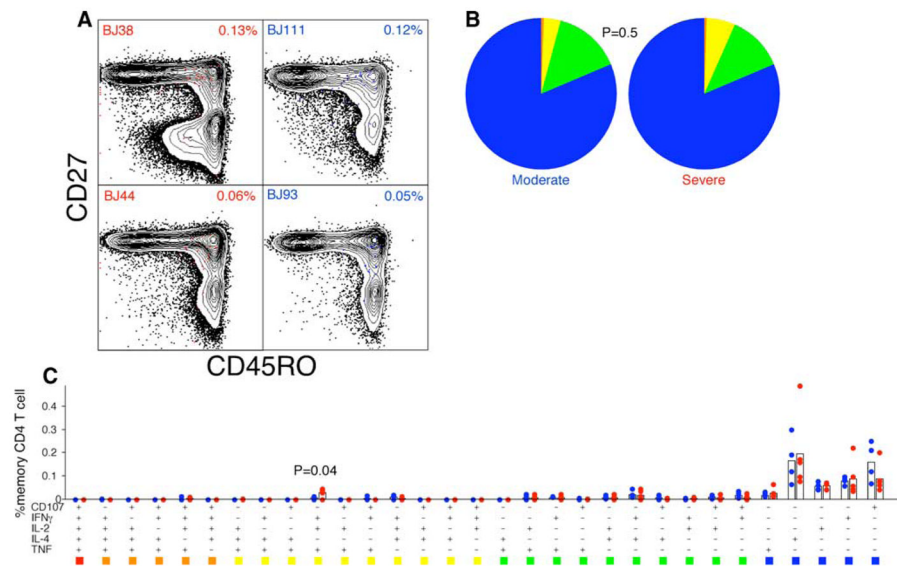 A
BJ38 0.13%
BJ111 0.12%
BJ44 0.06%
BJ93 0.05%
CD27
CD45RO
B
P=0.5
Moderate
Severe
C
%memory CD4 T cell
0.4
0.3
0.2
0.1
0
P=0.04
CD107
IFNγ
IL-2
IL-4
TNF